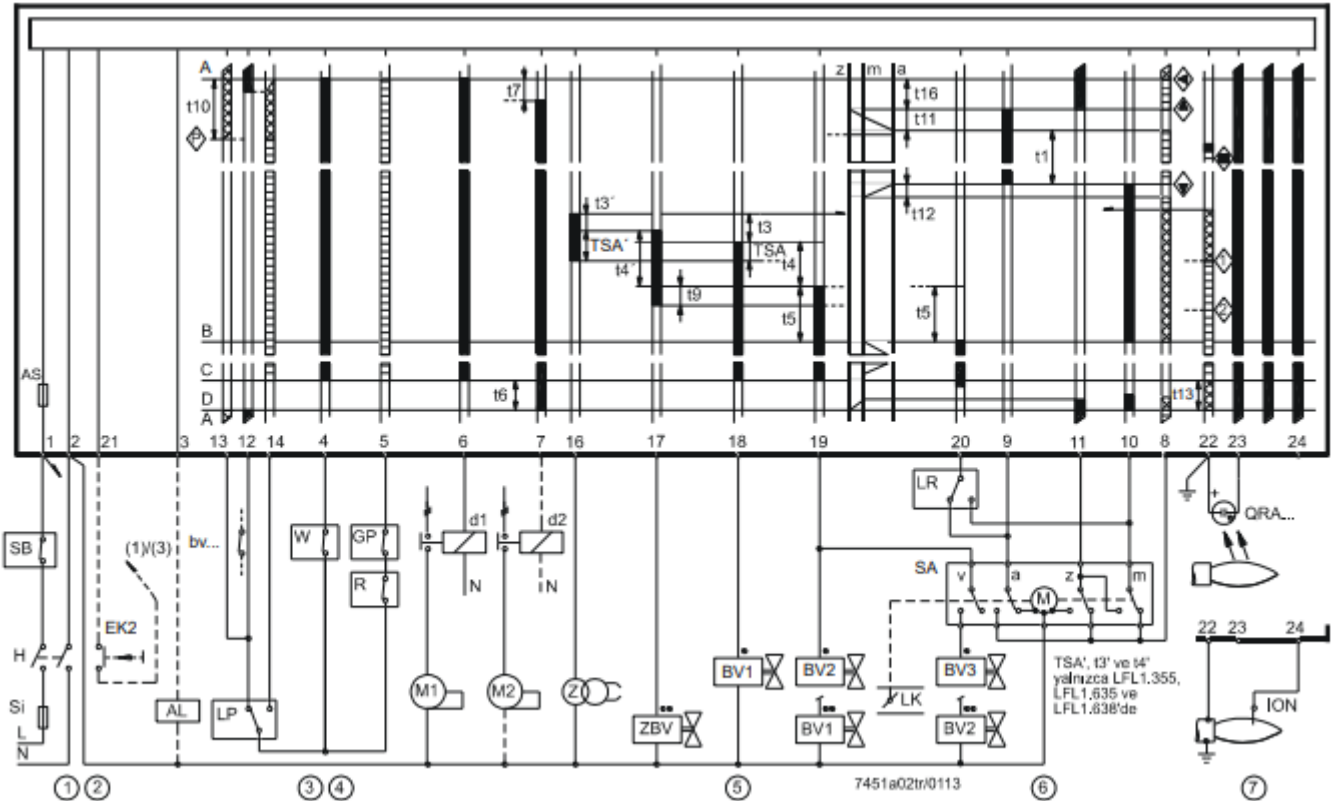 A z m a
t10 t7 t16
P t11
t1
t12
t3´ t3
TSA´ TSA
t4´ t4
1
t9 t5 t5 2
B
AS C
t6 t13
D
A
1 2 21 3 13 12 14 4 5 6 7 16 17 18 19 20 9 11 10 8 22 23 24
SB (1)/(3) bv... W GP d1 d2 LR + QRA...
R N N SA v a z m
M
EK2
H
22 23 24
Si AL LP M1 M2 Z BV1 BV2 BV3
TSA', t3' ve t4'
yalnızca LFL1.355,
LFL1.635 ve
LFL1.638'de
L ZBV BV1 LK BV2 ION
N
7451a02tr/0113
1 2 3 4 5 6 7